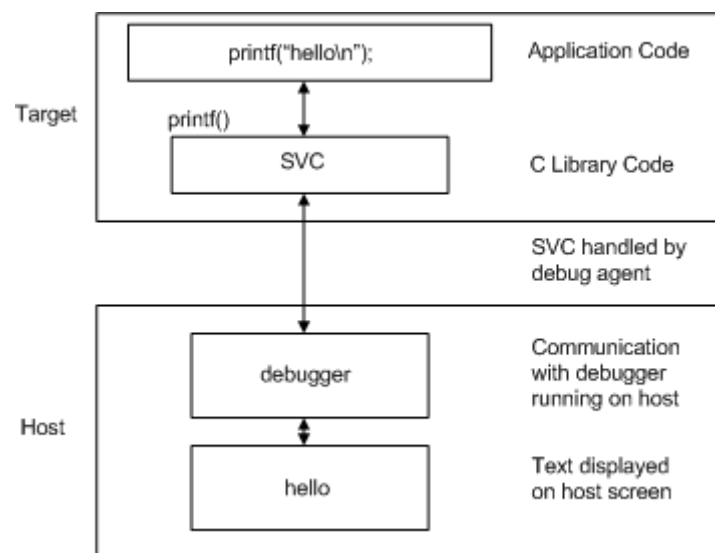 printf(“hello\n”);
Application Code
Target
printf()
SVC
C Library Code
SVC handled by
debug agent
debugger
Communication
with debugger
running on host
Host
hello
Text displayed
on host screen